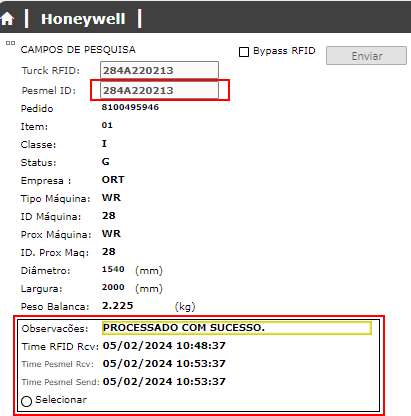 Honeywell
CAMPOS DE PESQUISA
Bypass RFID
Enviar
Turck RFID: 284A220213
Pesmel ID: 284A220213
Pedido 8100495946
Item: 01
Classe: I
Status: G
Empresa : ORT
Tipo Máquina: WR
ID Máquina: 28
Prox Máquina: WR
ID. Prox Maq: 28
Diâmetro: 1540 (mm)
Largura: 2000 (mm)
Peso Balanca: 2.225 (kg)
Observacões: PROCESSADO COM SUCESSO.
Time RFID Rcv: 05/02/2024 10:48:37
Time Pesmel Rcv: 05/02/2024 10:53:37
Time Pesmel Send: 05/02/2024 10:53:37
Selecionar